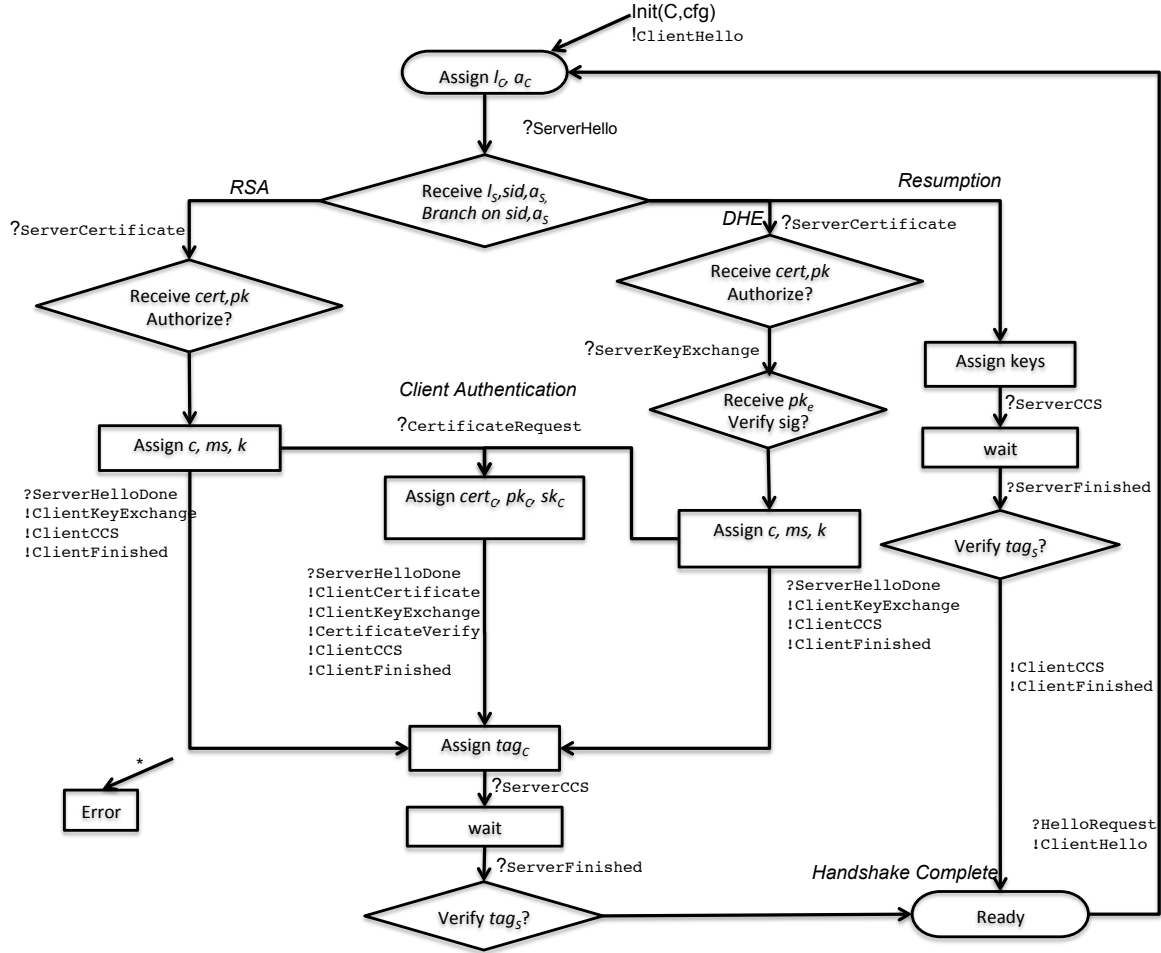 Init(C,cfg)
!ClientHello
Assign l_C, a_C
?ServerHello
RSA
Receive l_S,sid,a_S,
Branch on sid,a_S
Resumption
DHE
?ServerCertificate
?ServerCertificate
Receive cert,pk
Authorize?
Receive cert,pk
Authorize?
?ServerKeyExchange
Assign keys
Client Authentication
Receive pk_e
Verify sig?
?ServerCCS
?CertificateRequest
Assign c, ms, k
wait
?ServerFinished
Assign cert_C, pk_C, sk_C
Assign c, ms, k
Verify tag_S?
?ServerHelloDone
!ClientKeyExchange
!ClientCCS
!ClientFinished
?ServerHelloDone
!ClientCertificate
!ClientKeyExchange
!CertificateVerify
!ClientCCS
!ClientFinished
?ServerHelloDone
!ClientKeyExchange
!ClientCCS
!ClientFinished
!ClientCCS
!ClientFinished
Assign tag_C
*
Error
?ServerCCS
wait
?ServerFinished
?HelloRequest
!ClientHello
Handshake Complete
Verify tag_S?
Ready